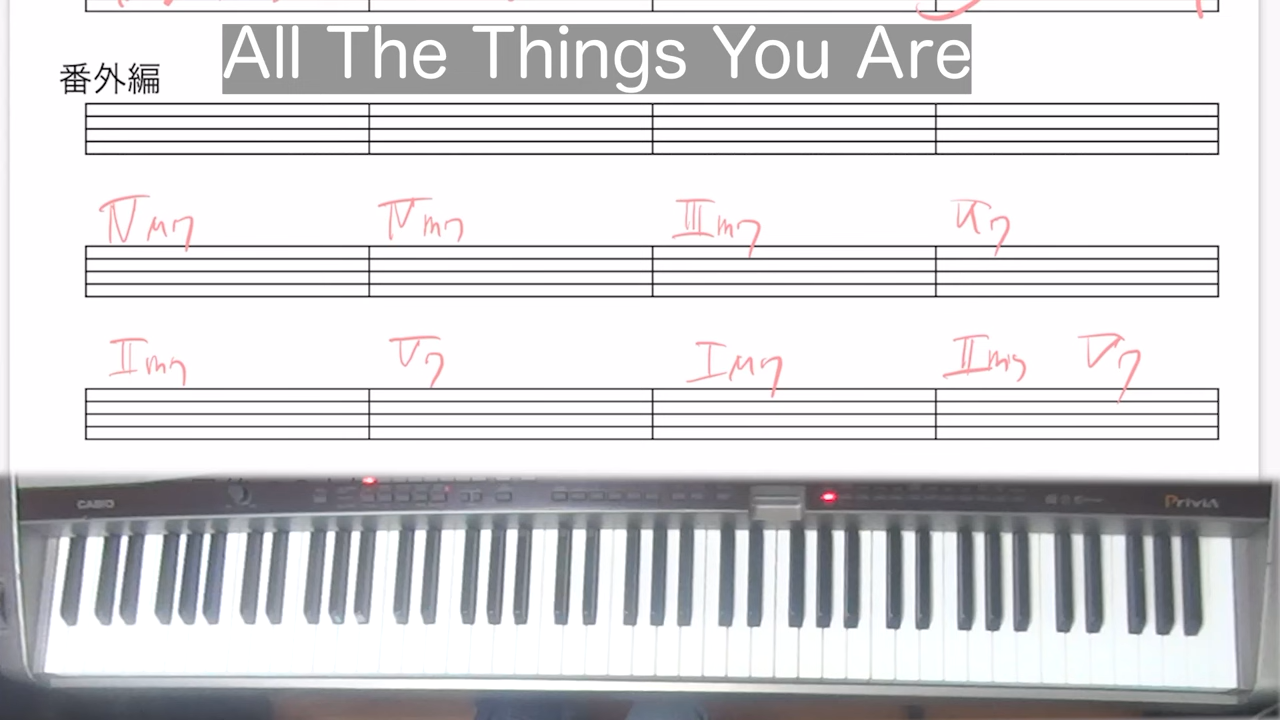 All The Things You Are
番外編
ⅣM7 Ⅳm7 Ⅲm7 Ⅵ7
Ⅱm7 Ⅴ7 ⅠM7 Ⅱm7 Ⅴ7
CASIO Privia